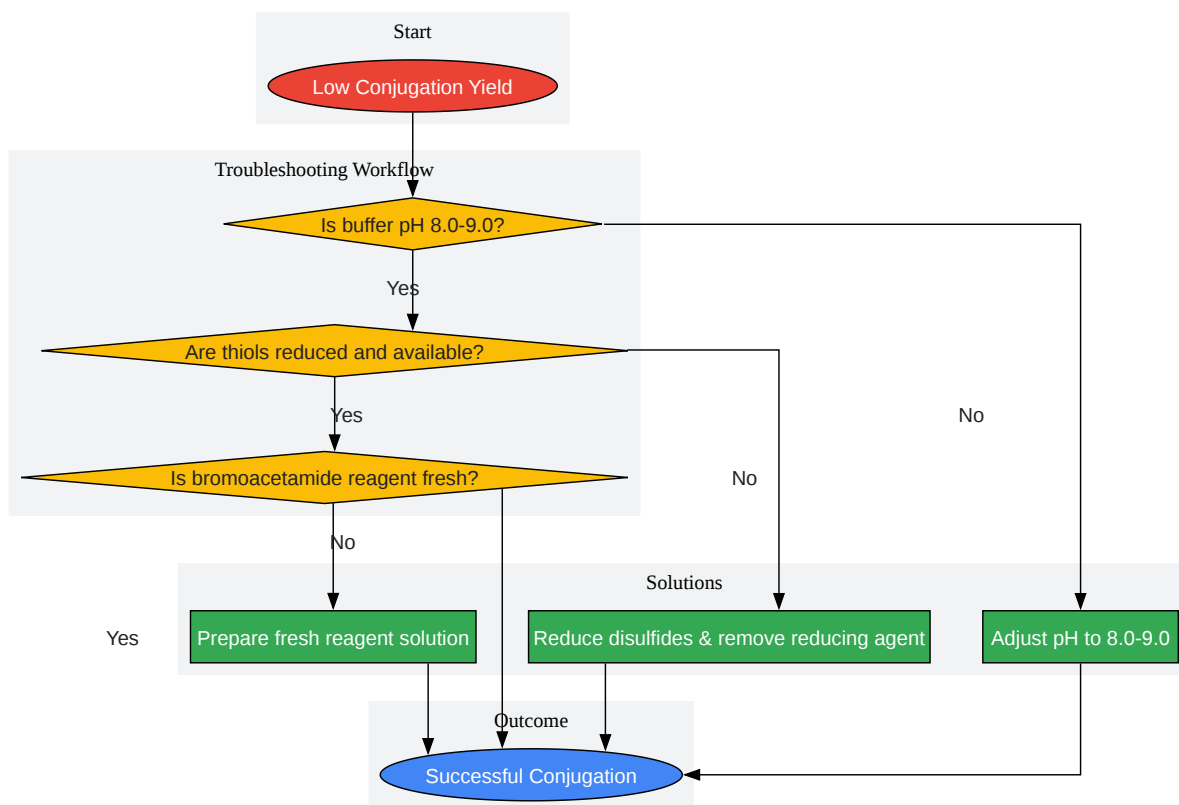 Start
Low Conjugation Yield
Troubleshooting Workflow
Is buffer pH 8.0-9.0?
Yes
Are thiols reduced and available?
Yes
No
Is bromoacetamide reagent fresh?
No
No
Solutions
Prepare fresh reagent solution
Reduce disulfides & remove reducing agent
Adjust pH to 8.0-9.0
Yes
Outcome
Successful Conjugation